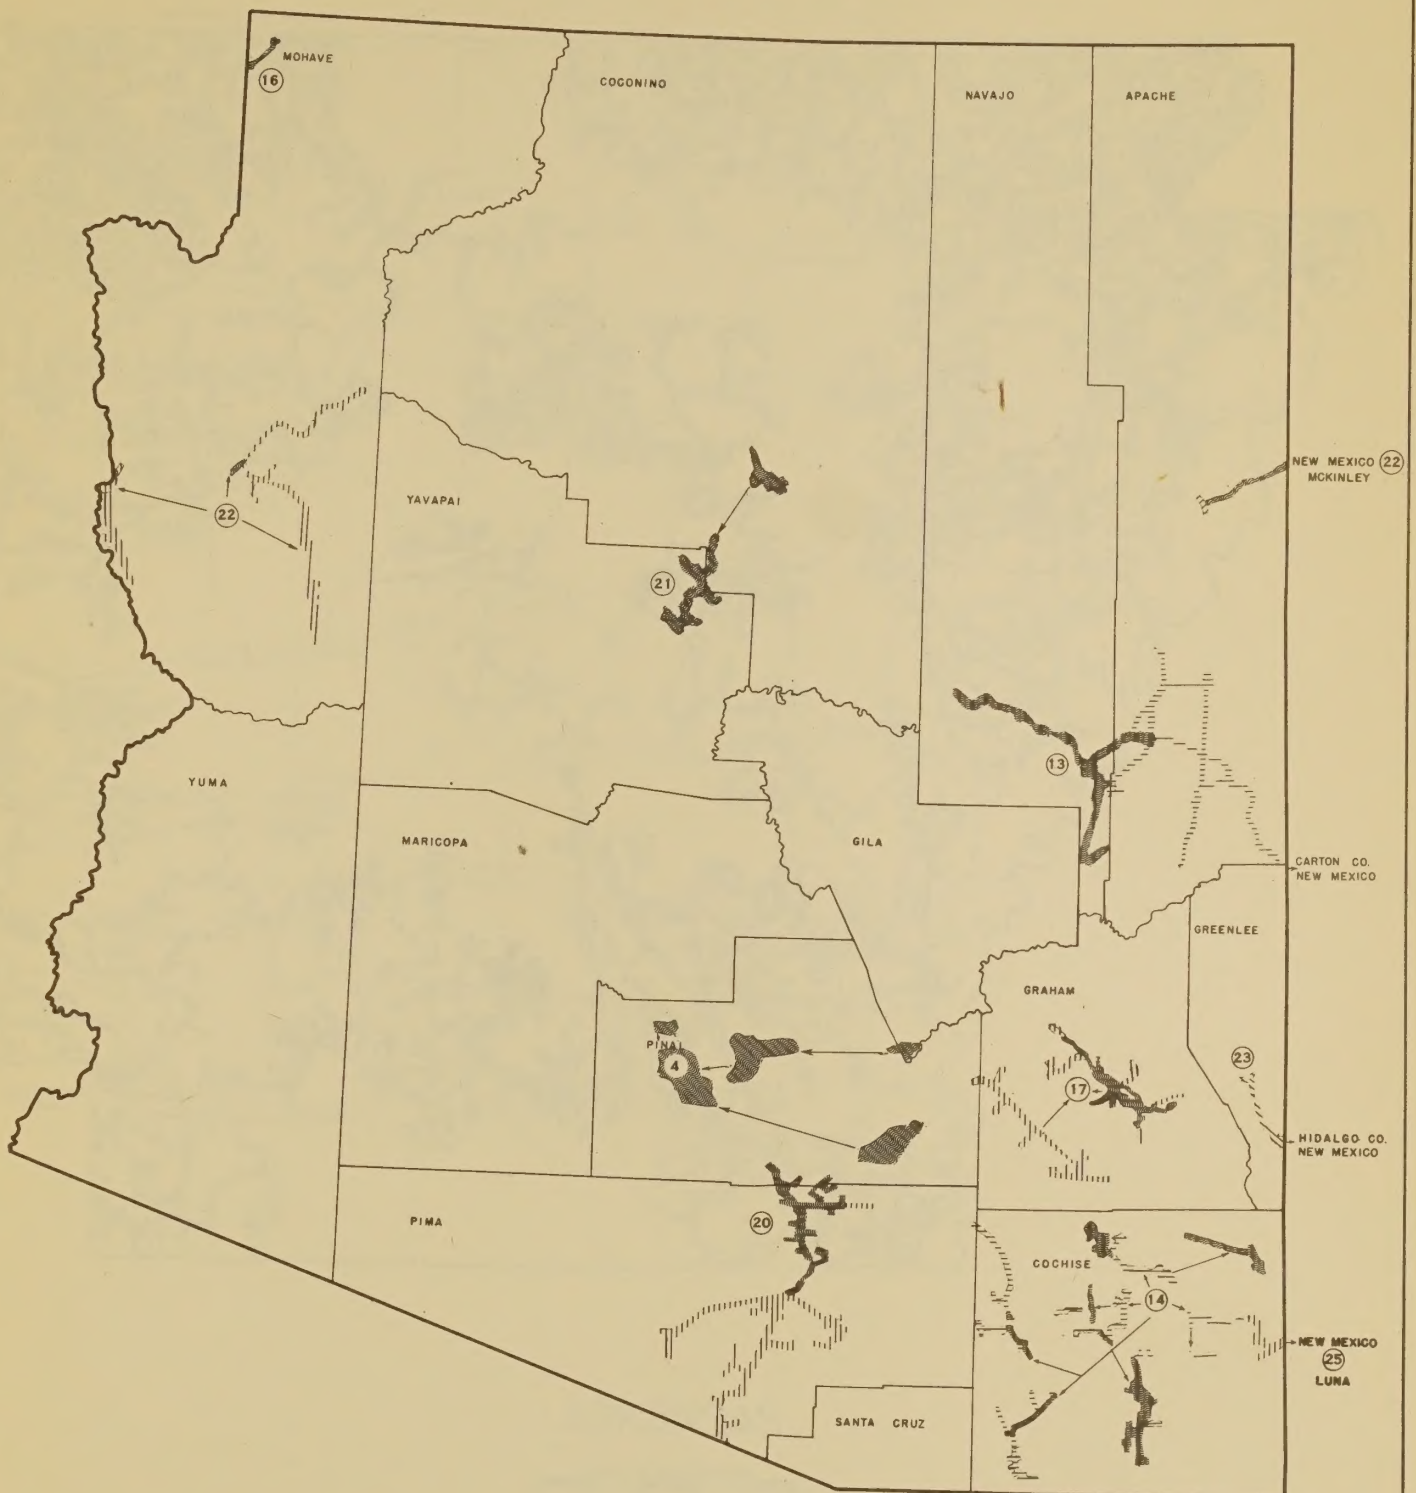 MOHAVE
16
COCONINO
NAVAJO
APACHE
NEW MEXICO 22
MCKINLEY
YAVAPAI
22
21
13
YUMA
MARICOPA
GILA
CARTON CO.
NEW MEXICO
GREENLEE
GRAHAM
PINAL
4
23
17
HIDALGO CO.
NEW MEXICO
PIMA
20
COCHISE
14
NEW MEXICO
25
LUNA
SANTA CRUZ